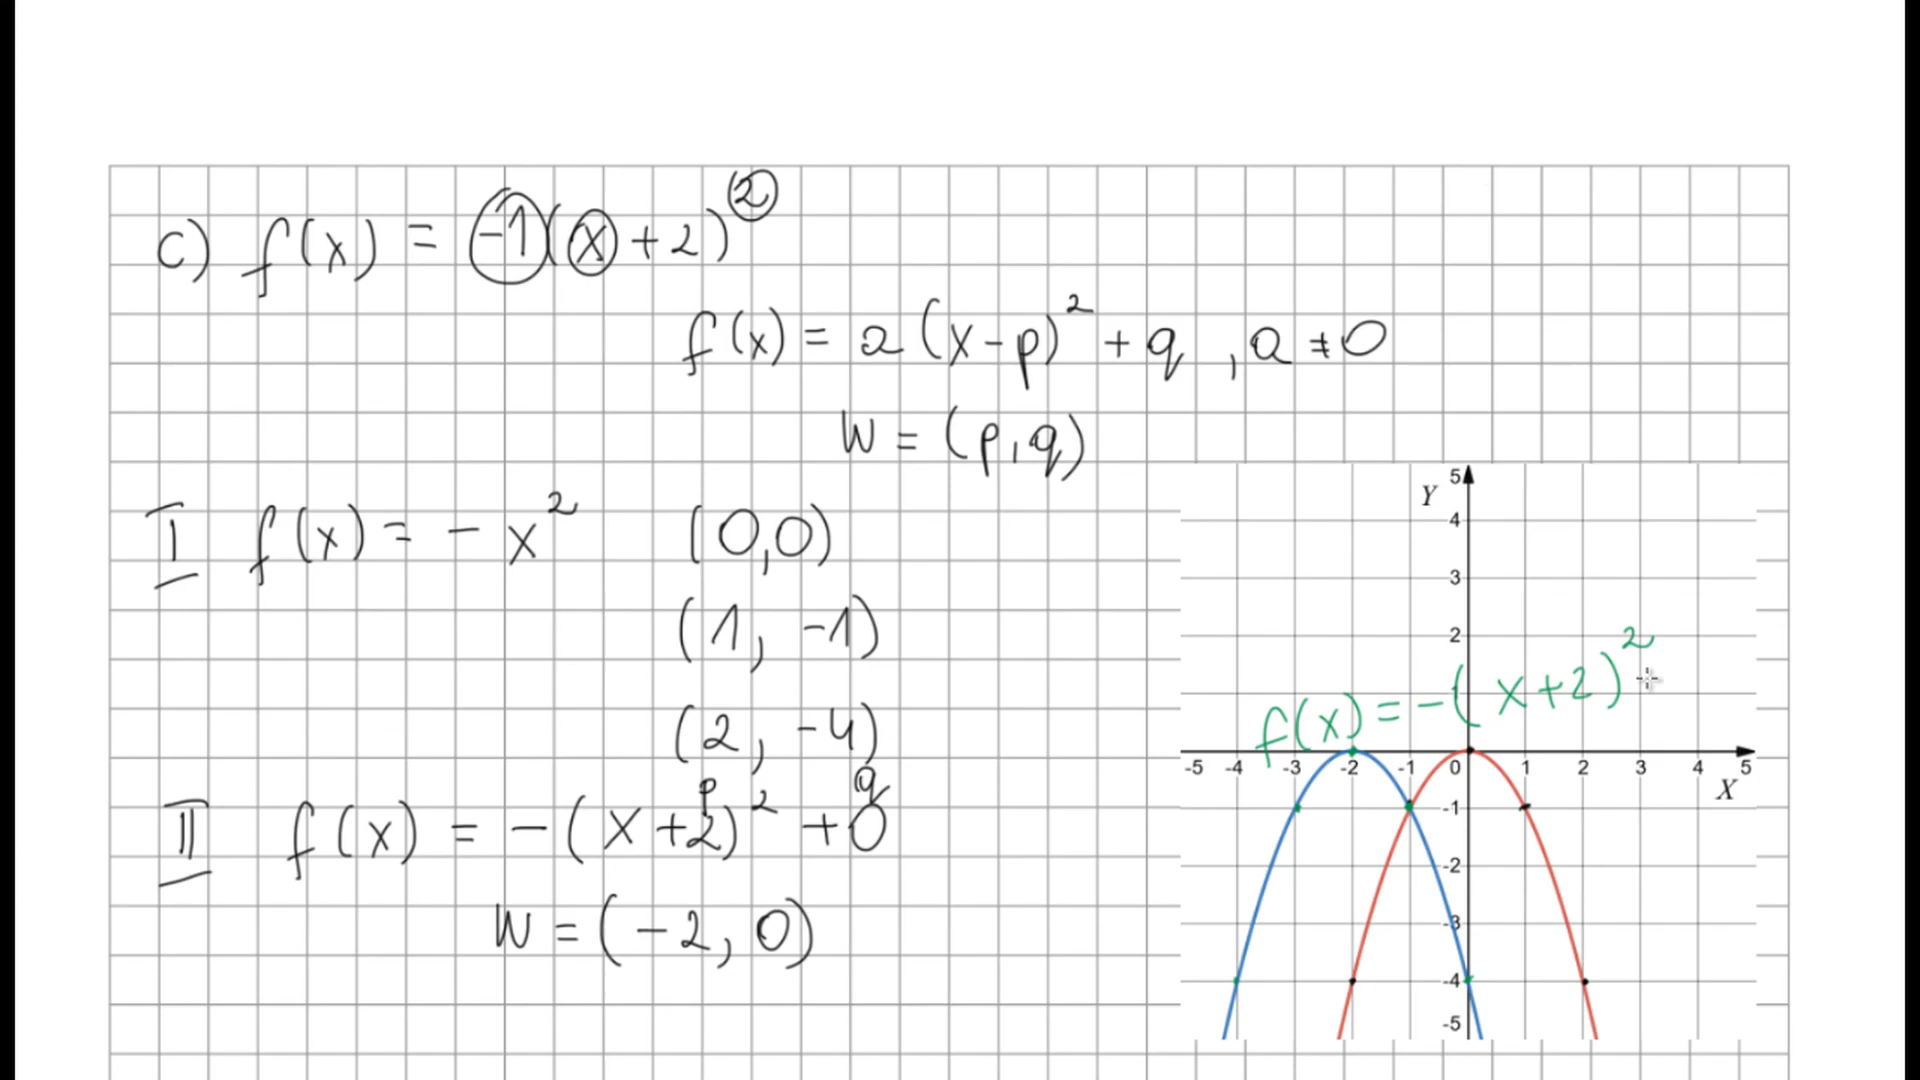 c) f(x) = -1(x+2)²
f(x) = a(x-p)² + q , a ≠ 0
W = (p,q)
I f(x) = -x² (0,0)
(1, -1)
(2, -4)
p q
II f(x) = -(x+2)² + 0
W = (-2, 0)
Y
5
4
3
2
f(x) = -(x+2)²
-5 -4 -3 -2 -1 0 1 2 3 4 5
X
-1
-2
-3
-4
-5